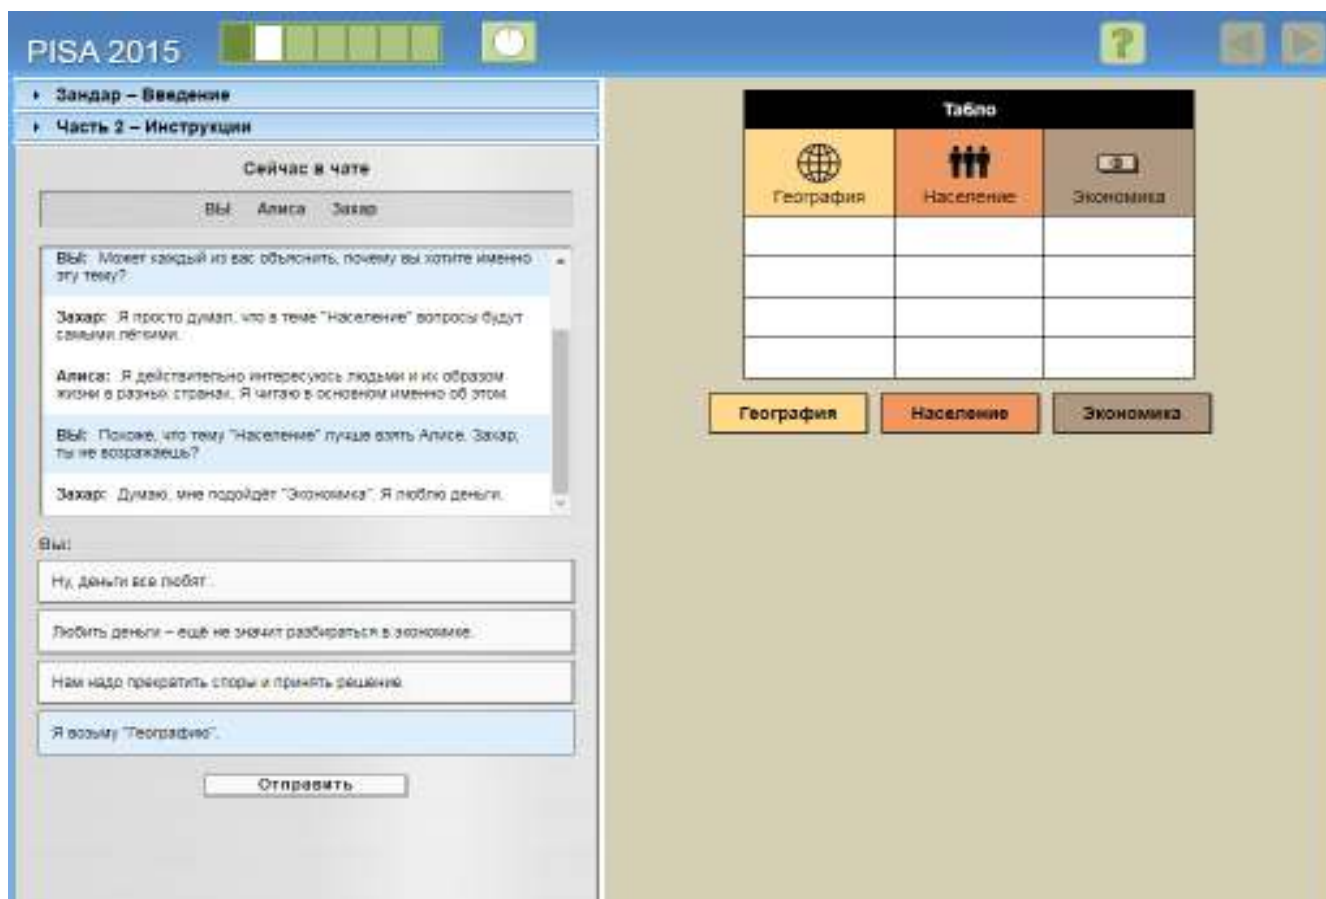 PISA 2015
?
Зандар – Введение
Часть 2 – Инструкции
Сейчас в чате
ВЫ Алиса Захар
ВЫ: Может каждый из вас объяснить, почему вы хотите именно
эту тему?
Захар: Я просто думал, что в теме "Население" вопросы будут
самыми лёгкими.
Алиса: Я действительно интересуюсь людьми и их образом
жизни в разных странах. Я читаю в основном именно об этом.
ВЫ: Похоже, что тему "Население" лучше взять Алисе. Захар,
ты не возражаешь?
Захар: Думаю, мне подойдёт "Экономика". Я люблю деньги.
Вы:
Ну, деньги все любят.
Любить деньги – ещё не значит разбираться в экономике.
Нам надо прекратить споры и принять решение.
Я возьму "Географию".
Отправить
Табло
География Население Экономика
География Население Экономика